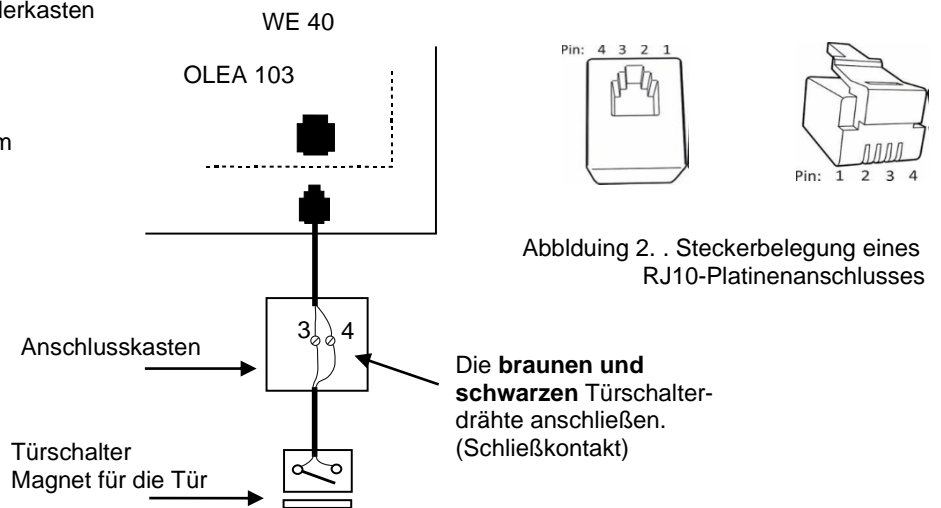 WE 40
OLEA 103
Pin: 4 3 2 1
Pin: 1 2 3 4
Abblduing 2. . Steckerbelegung eines
RJ10-Platinenanschlusses
3 4
Anschlusskasten
Die braunen und
schwarzen Türschalter-
drähte anschließen.
(Schließkontakt)
Türschalter
Magnet für die Tür